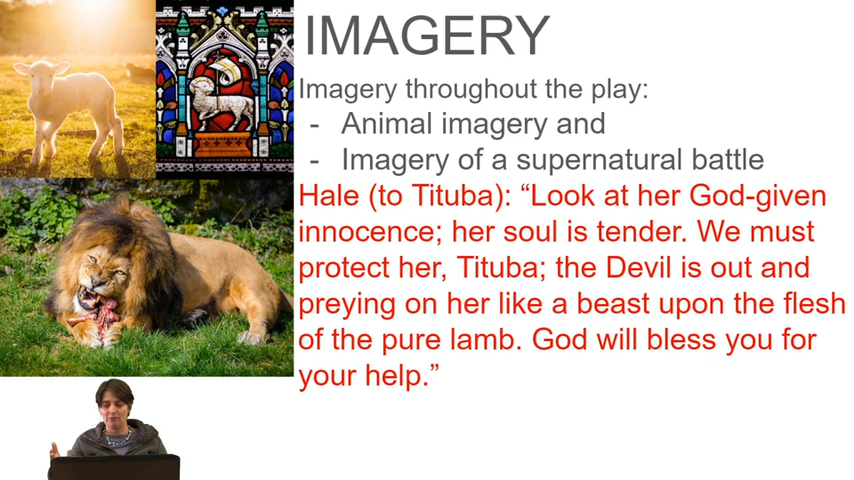 IMAGERY
Imagery throughout the play:
- Animal imagery and
- Imagery of a supernatural battle
Hale (to Tituba): “Look at her God-given
innocence; her soul is tender. We must
protect her, Tituba; the Devil is out and
preying on her like a beast upon the flesh
of the pure lamb. God will bless you for
your help.”